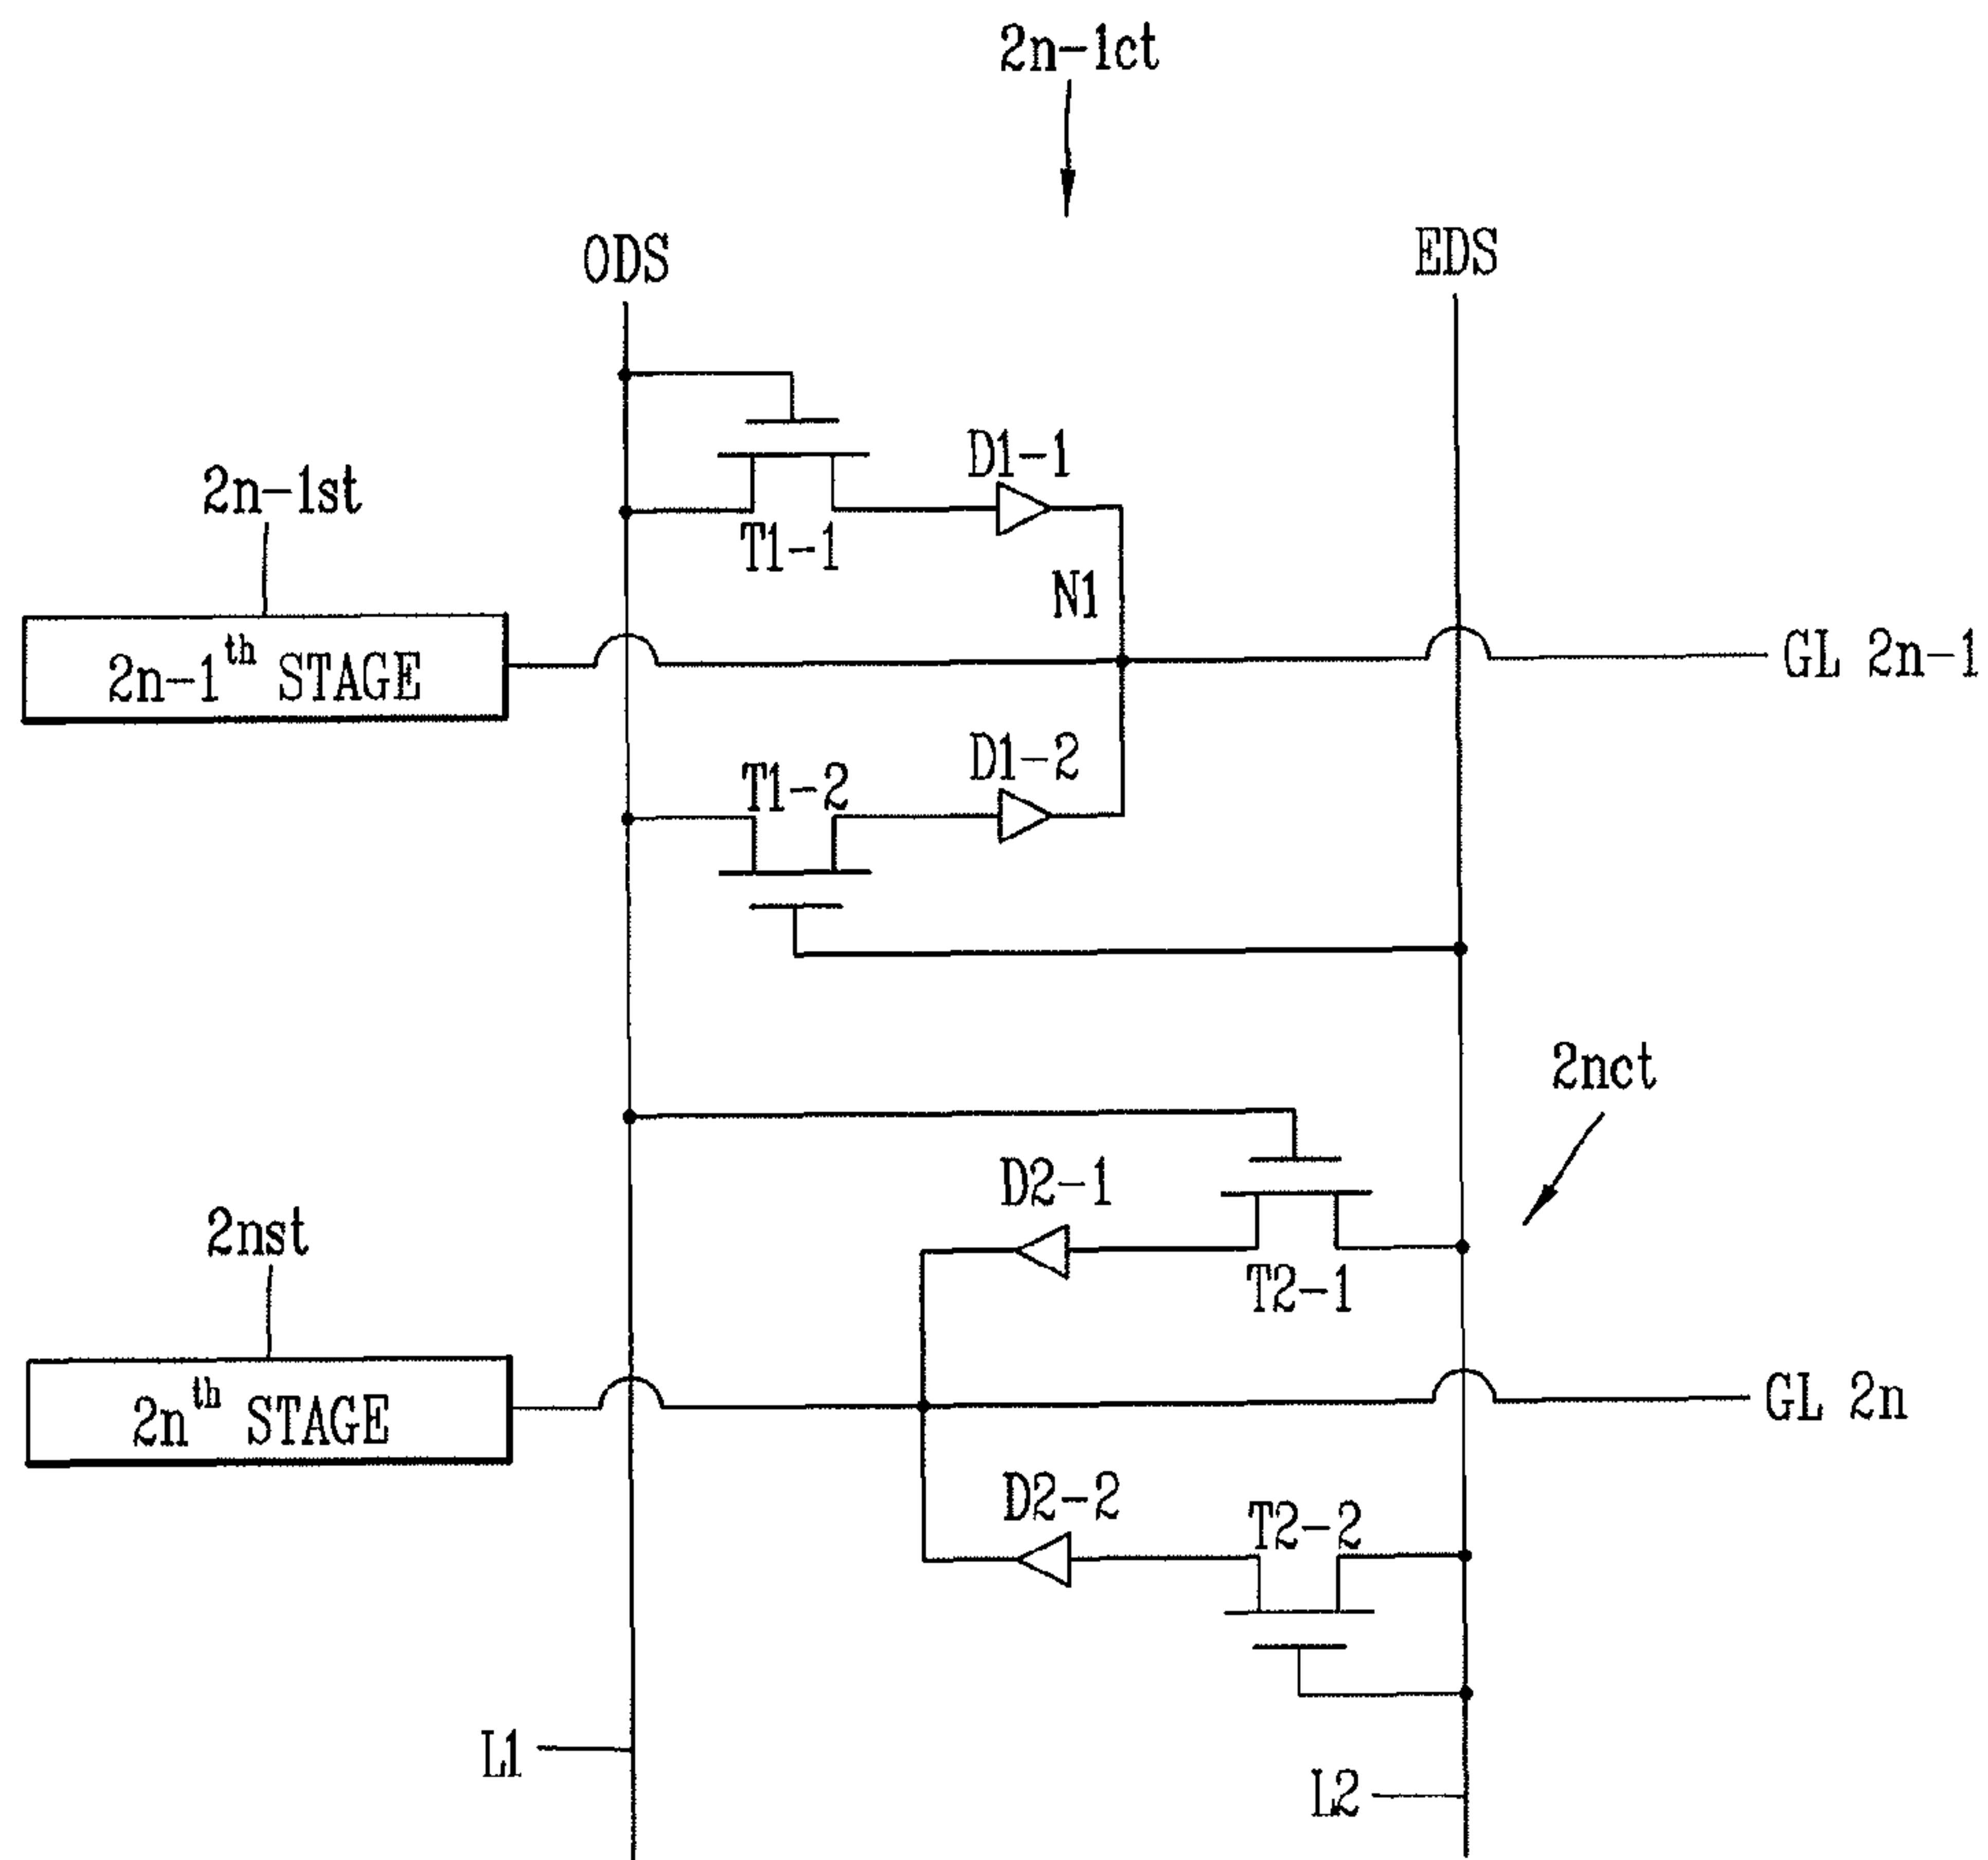 2n-1ct
ODS
EDS
D1-1
2n-1st
T1-1
N1
2n-1th STAGE
GL 2n-1
D1-2
T1-2
2nct
D2-1
2nst
T2-1
2nth STAGE
GL 2n
D2-2
T2-2
L1
L2